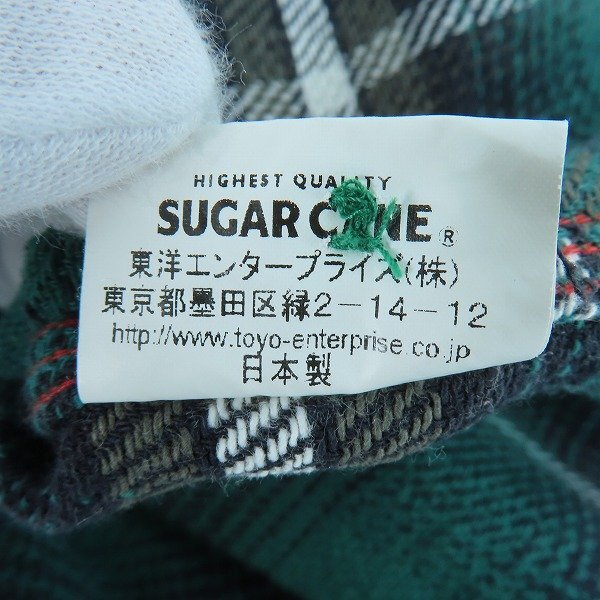 HIGHEST QUALITY
SUGAR CANE ®
東洋エンタープライズ(株)
東京都墨田区緑2-14-12
http://www.toyo-enterprise.co.jp
日本製